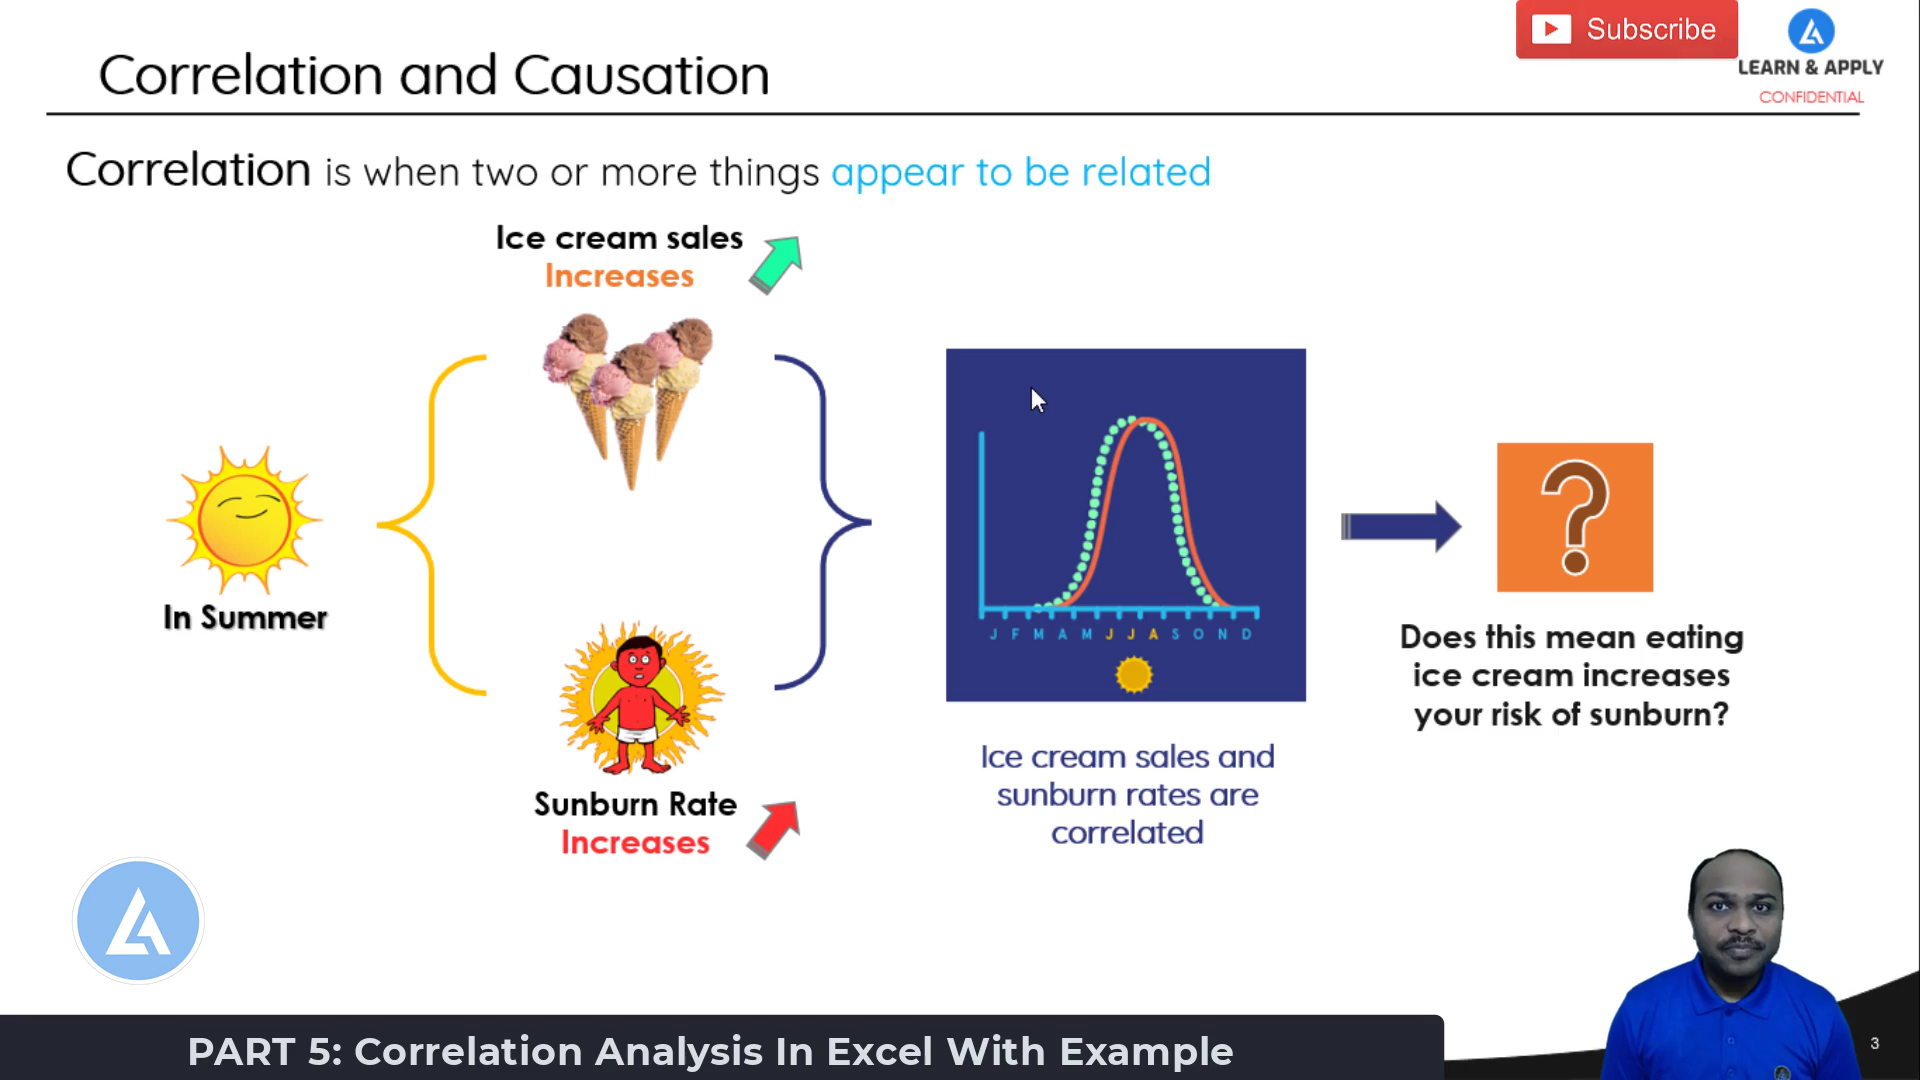 Subscribe
LEARN & APPLY
CONFIDENTIAL
Correlation and Causation
Correlation is when two or more things appear to be related
Ice cream sales
Increases
In Summer
Sunburn Rate
Increases
J F M A M J J A S O N D
Ice cream sales and
sunburn rates are
correlated
?
Does this mean eating
ice cream increases
your risk of sunburn?
PART 5: Correlation Analysis In Excel With Example
3